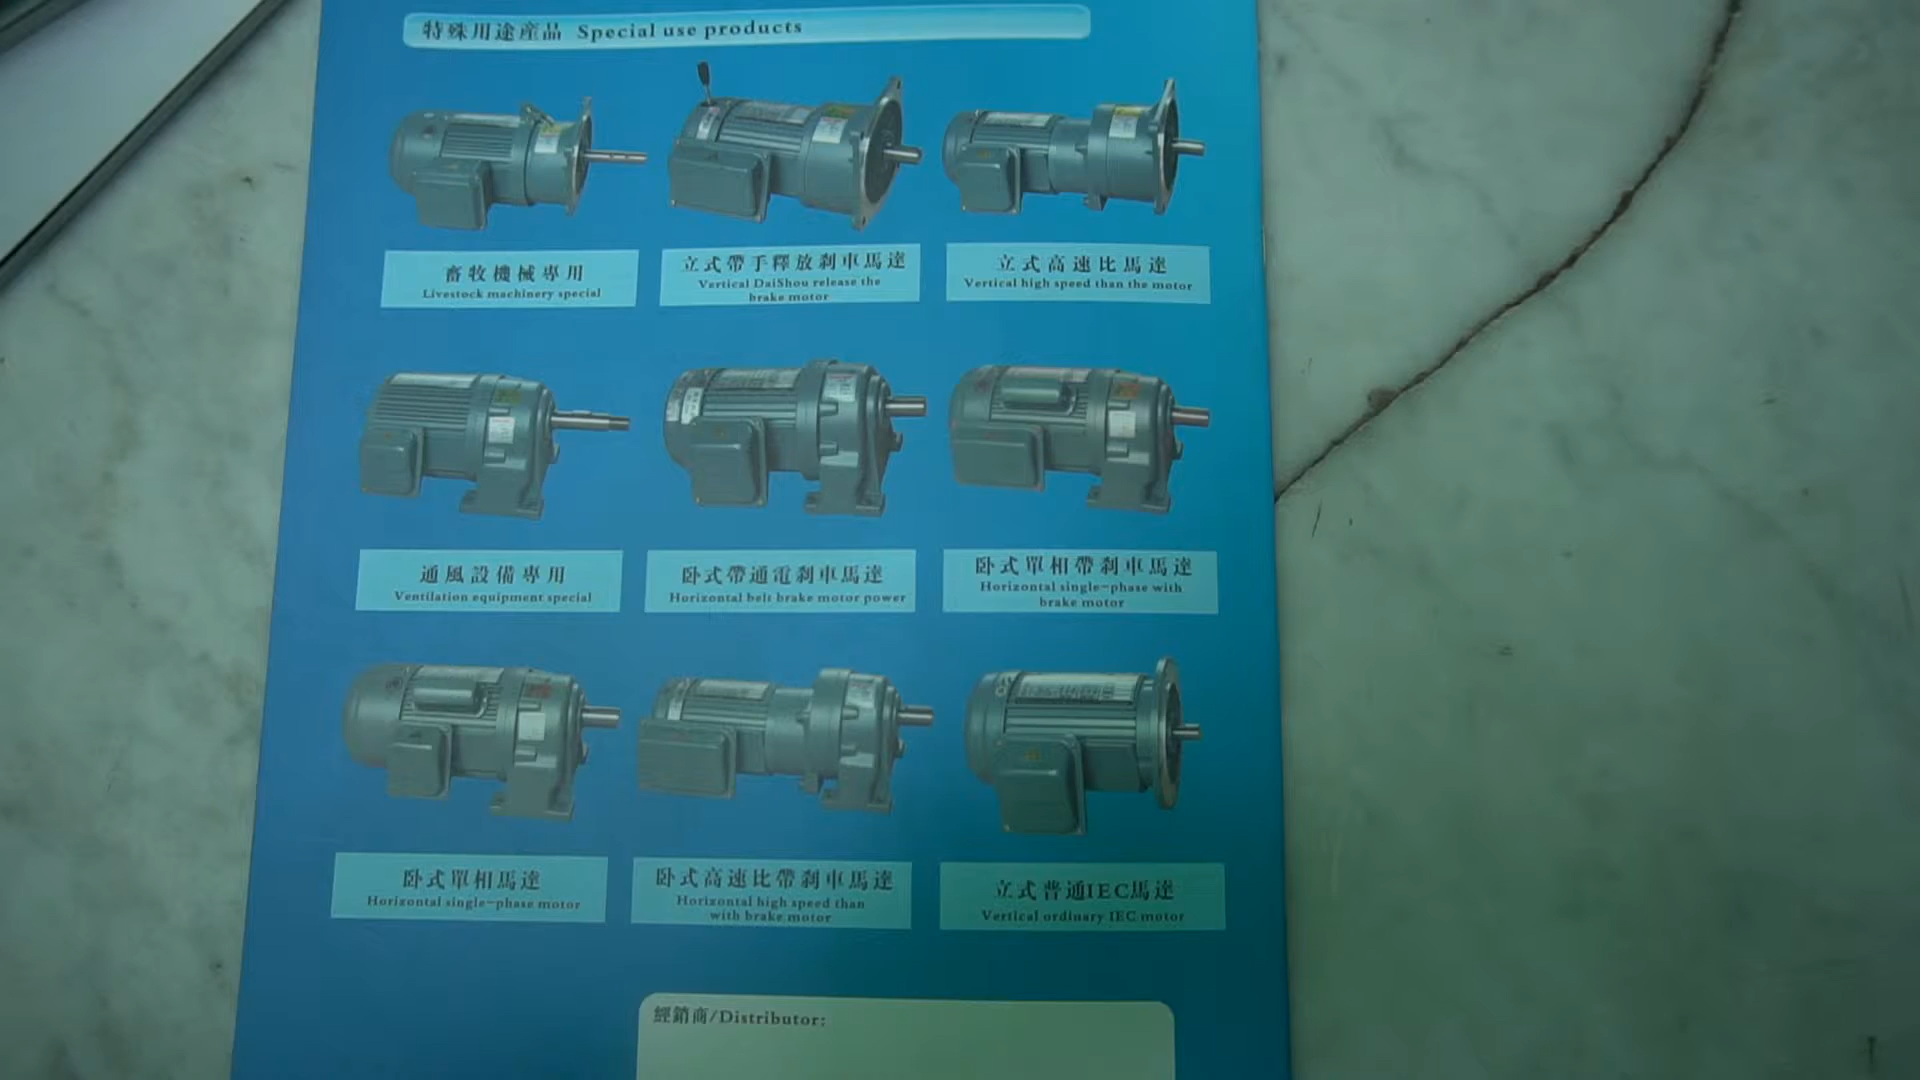 特殊用途産品 Special use products
畜牧機械專用
Livestock machinery special
立式帶手釋放刹車馬達
Vertical DaiShou release the
brake motor
立式高速比馬達
Vertical high speed than the motor
通風設備專用
Ventilation equipment special
卧式帶通電刹車馬達
Horizontal belt brake motor power
卧式單相帶刹車馬達
Horizontal single-phase with
brake motor
卧式單相馬達
Horizontal single-phase motor
卧式高速比帶刹車馬達
Horizontal high speed than
with brake motor
立式普通IEC馬達
Vertical ordinary IEC motor
經銷商/Distributor: